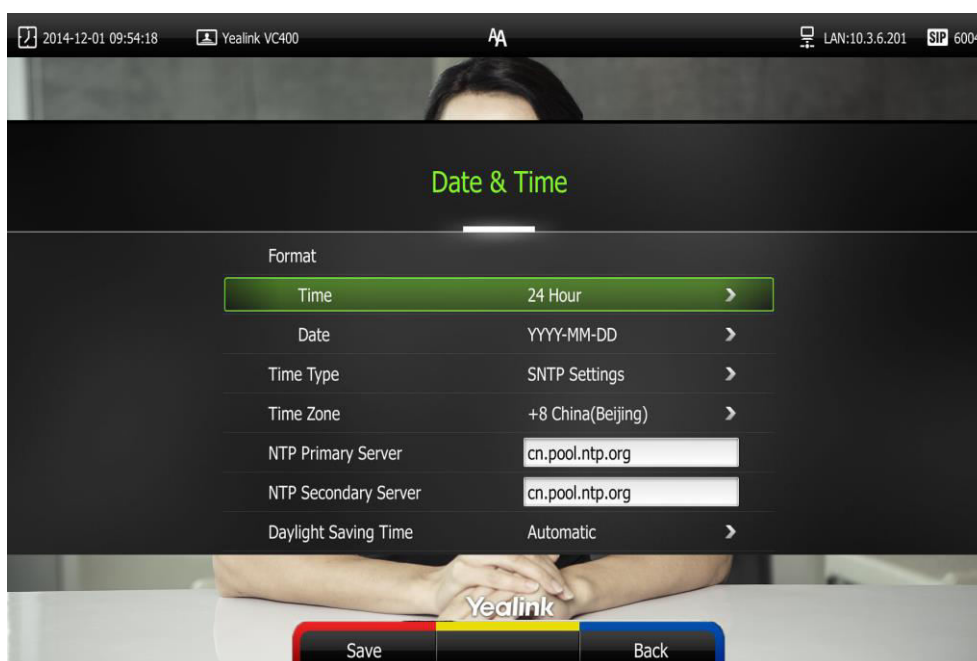 2014-12-01 09:54:18 Yealink VC400 AA LAN:10.3.6.201 SIP 6004
Date & Time
Format
Time 24 Hour
Date YYYY-MM-DD
Time Type SNTP Settings
Time Zone +8 China(Beijing)
NTP Primary Server cn.pool.ntp.org
NTP Secondary Server cn.pool.ntp.org
Daylight Saving Time Automatic
Yealink
Save Back